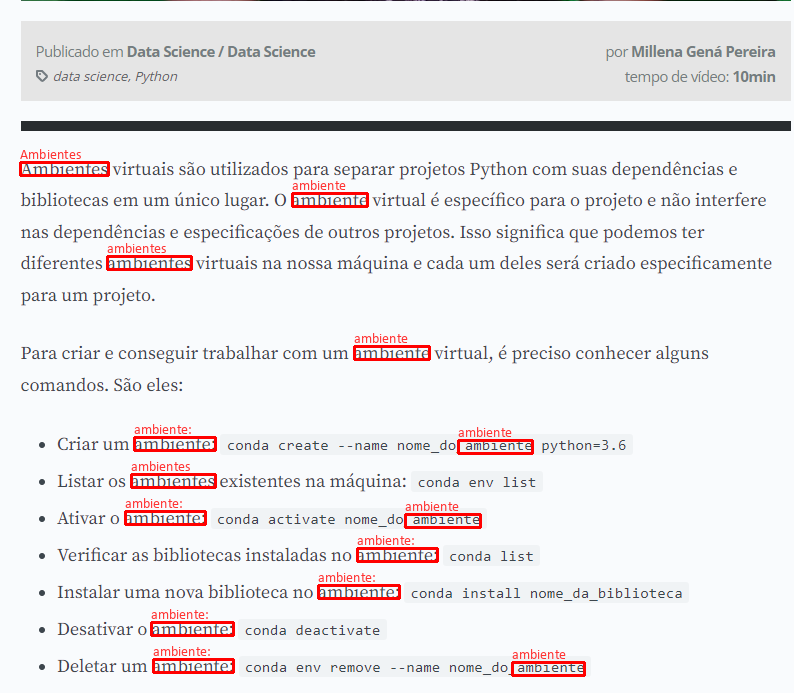 Publicado em Data Science / Data Science
por Millena Gená Pereira
data science, Python
tempo de vídeo: 10min
Ambientes
Ambientes virtuais são utilizados para separar projetos Python com suas dependências e
ambiente
bibliotecas em um único lugar. O ambiente virtual é específico para o projeto e não interfere
nas dependências e especificações de outros projetos. Isso significa que podemos ter
ambientes
diferentes ambientes virtuais na nossa máquina e cada um deles será criado especificamente
para um projeto.
ambiente
Para criar e conseguir trabalhar com um ambiente virtual, é preciso conhecer alguns
comandos. São eles:
ambiente: ambiente
• Criar um ambiente: conda create --name nome_do_ambiente python=3.6
ambientes
• Listar os ambientes existentes na máquina: conda env list
ambiente: ambiente
• Ativar o ambiente: conda activate nome_do_ambiente
ambiente:
• Verificar as bibliotecas instaladas no ambiente: conda list
ambiente:
• Instalar uma nova biblioteca no ambiente: conda install nome_da_biblioteca
ambiente:
• Desativar o ambiente: conda deactivate
ambiente: ambiente
• Deletar um ambiente: conda env remove --name nome_do_ambiente